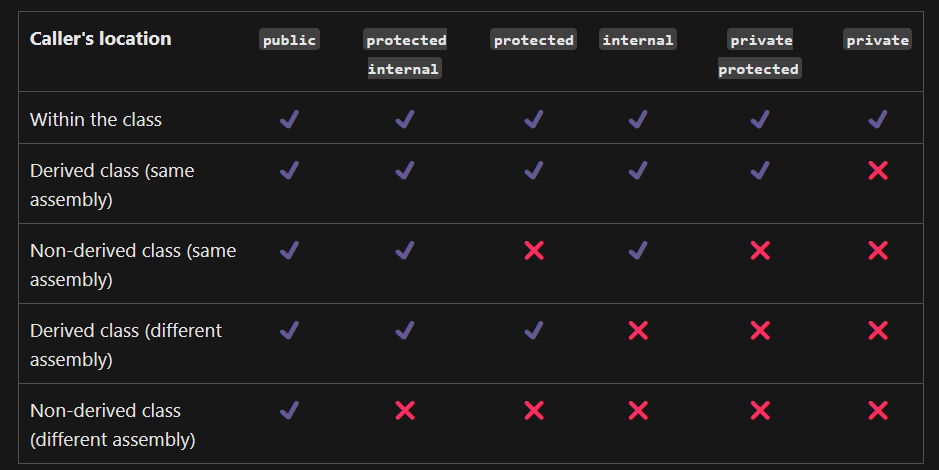 Caller's location public protected protected internal private private
internal protected
Within the class ✔ ✔ ✔ ✔ ✔ ✔
Derived class (same ✔ ✔ ✔ ✔ ✔ ❌
assembly)
Non-derived class (same ✔ ✔ ❌ ✔ ❌ ❌
assembly)
Derived class (different ✔ ✔ ✔ ❌ ❌ ❌
assembly)
Non-derived class ✔ ❌ ❌ ❌ ❌ ❌
(different assembly)